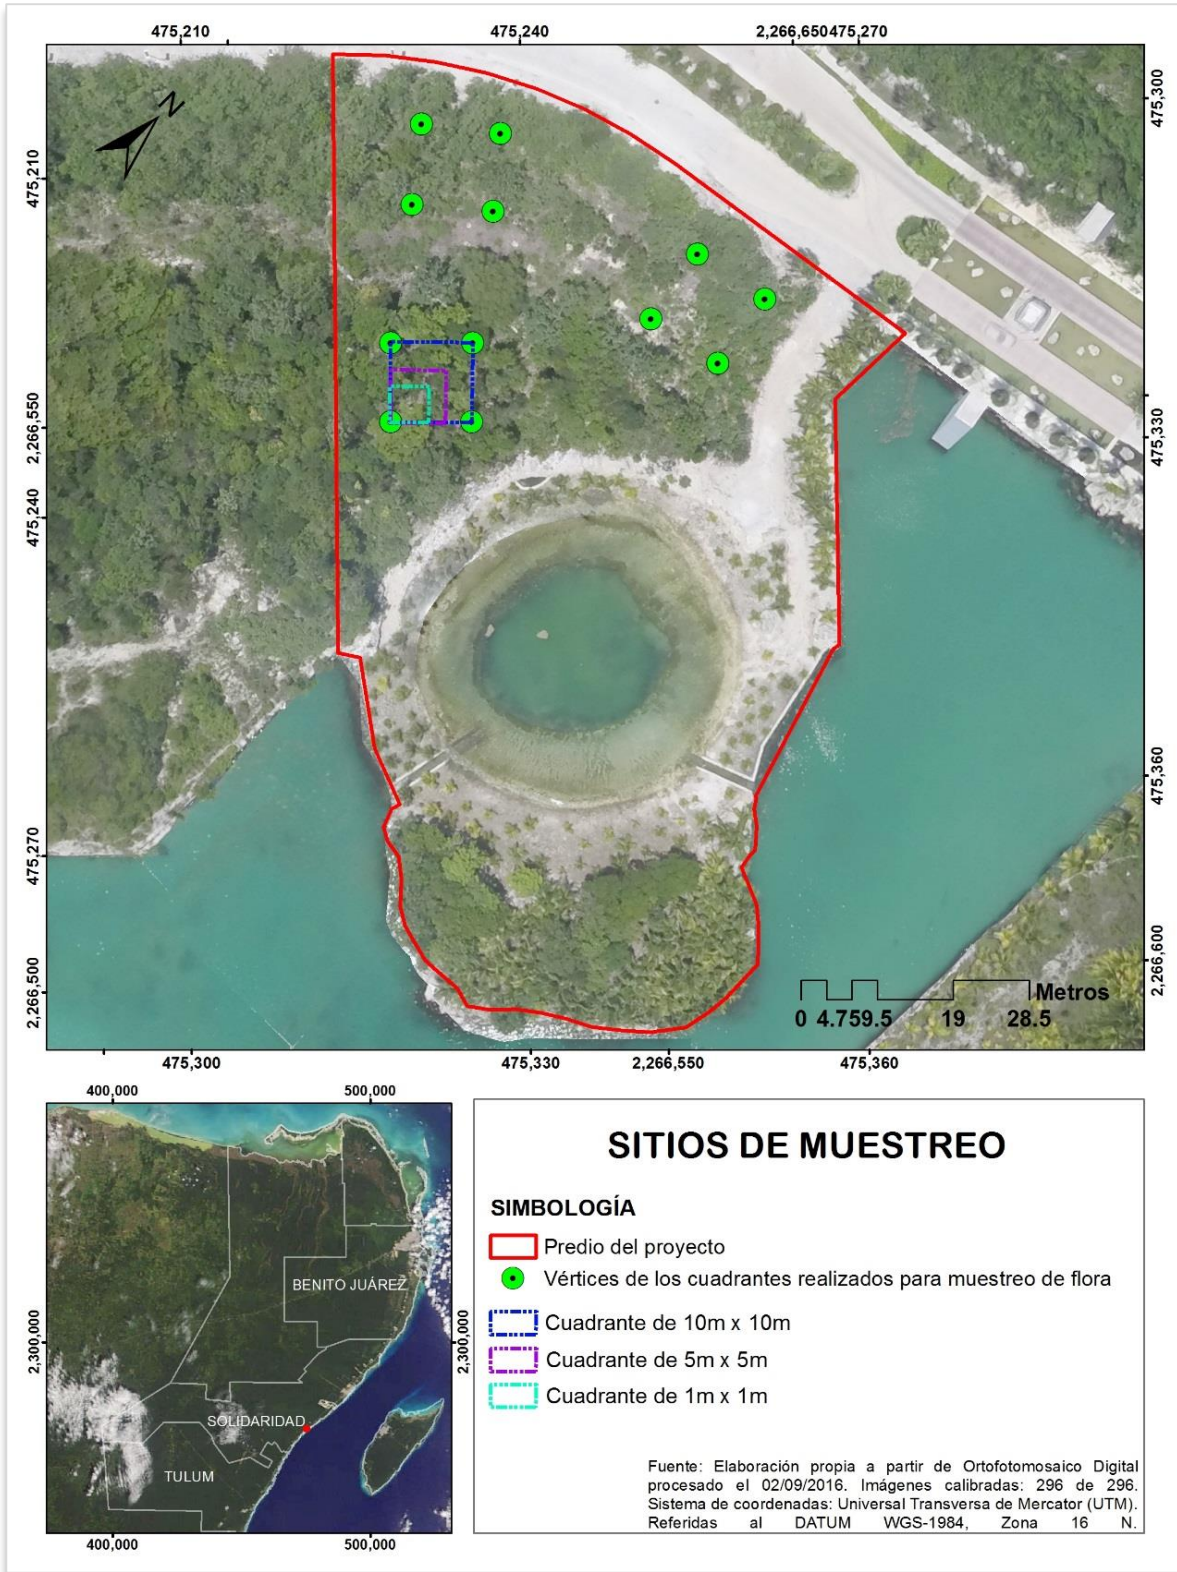 475,210
475,240
2,266,650
475,270
N
475,300
475,210
2,266,550
475,330
475,240
475,360
475,270
2,266,600
2,266,500
Metros
0 4.75 9.5 19 28.5
475,300
475,330
2,266,550
475,360
400,000
500,000
2,300,000
2,300,000
BENITO JUÁREZ
SOLIDARIDAD
TULUM
400,000
500,000
SITIOS DE MUESTREO
SIMBOLOGÍA
Predio del proyecto
Vértices de los cuadrantes realizados para muestreo de flora
Cuadrante de 10m x 10m
Cuadrante de 5m x 5m
Cuadrante de 1m x 1m
Fuente: Elaboración propia a partir de Ortofotomosaico Digital
procesado el 02/09/2016. Imágenes calibradas: 296 de 296.
Sistema de coordenadas: Universal Transversa de Mercator (UTM).
Referidas al DATUM WGS-1984, Zona 16 N.